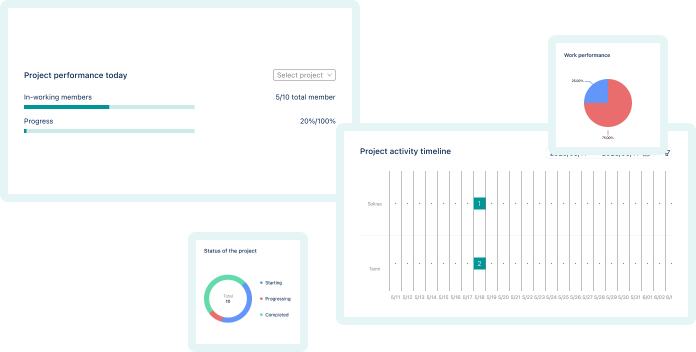 Project performance today
Select project
In-working members
5/10 total member
Progress
20%/100%
Work performance
25.00%
75.00%
Project activity timeline
1
2
5/11 5/12 5/13 5/14 5/15 5/16 5/17 5/18 5/19 5/20 5/21 5/22 5/23 5/24 5/25 5/26 5/27 5/28 5/29 5/30 5/31 6/01 6/02
Status of the project
Total
10
Starting
Progressing
Completed